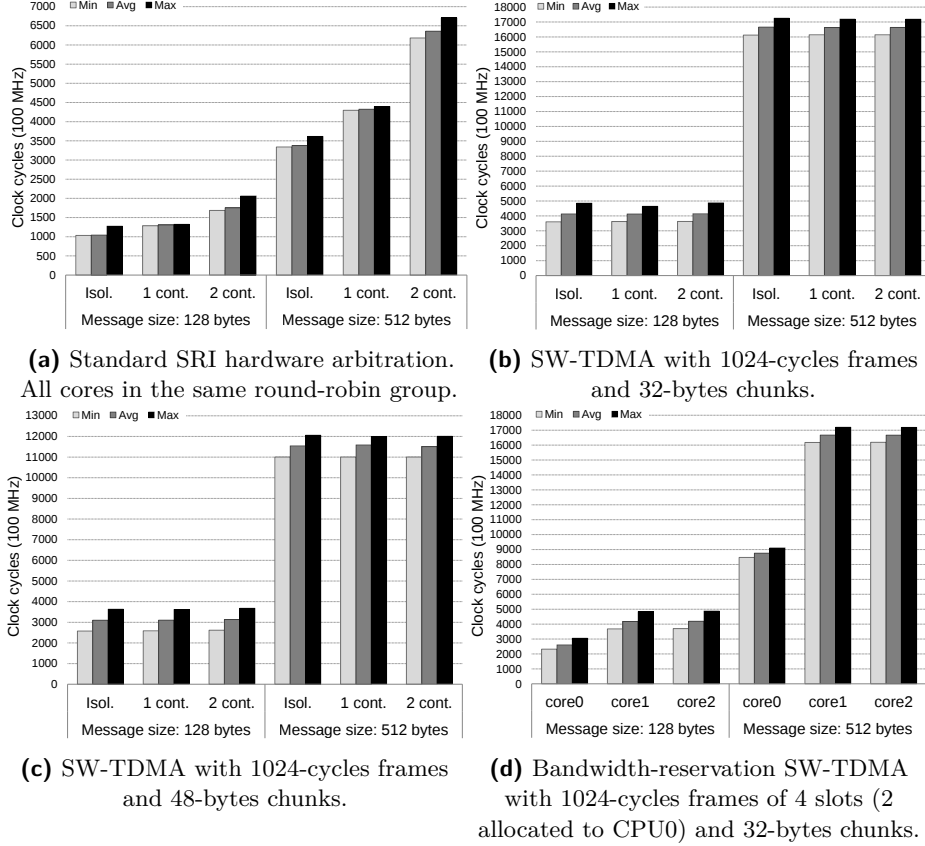 Min Avg Max
7000
6500
6000
5500
5000
4500
4000
3500
3000
2500
2000
1500
1000
500
0
Clock cycles (100 MHz)
Isol. 1 cont. 2 cont. Isol. 1 cont. 2 cont.
Message size: 128 bytes Message size: 512 bytes
(a) Standard SRI hardware arbitration.
All cores in the same round-robin group.
Min Avg Max
18000
17000
16000
15000
14000
13000
12000
11000
10000
9000
8000
7000
6000
5000
4000
3000
2000
1000
0
Clock cycles (100 MHz)
Isol. 1 cont. 2 cont. Isol. 1 cont. 2 cont.
Message size: 128 bytes Message size: 512 bytes
(b) SW-TDMA with 1024-cycles frames
and 32-bytes chunks.
Min Avg Max
13000
12000
11000
10000
9000
8000
7000
6000
5000
4000
3000
2000
1000
0
Clock cycles (100 MHz)
Isol. 1 cont. 2 cont. Isol. 1 cont. 2 cont.
Message size: 128 bytes Message size: 512 bytes
(c) SW-TDMA with 1024-cycles frames
and 48-bytes chunks.
Min Avg Max
18000
17000
16000
15000
14000
13000
12000
11000
10000
9000
8000
7000
6000
5000
4000
3000
2000
1000
0
Clock cycles (100 MHz)
core0 core1 core2 core0 core1 core2
Message size: 128 bytes Message size: 512 bytes
(d) Bandwidth-reservation SW-TDMA
with 1024-cycles frames of 4 slots (2
allocated to CPU0) and 32-bytes chunks.